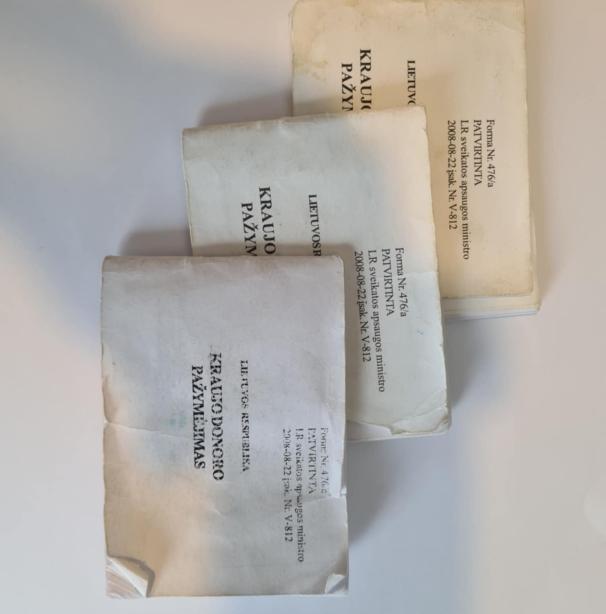 Forma Nr. 476/a
PATVIRTINTA
LR sveikatos apsaugos ministro
2008-08-22 įsak. Nr. V-812
LIETUVO
KRAUJO
PAŽYM
Forma Nr. 476/a
PATVIRTINTA
LR sveikatos apsaugos ministro
2008-08-22 įsak. Nr. V-812
LIETUVOS R
KRAUJO
PAŽYM
Forma Nr. 476/a
PATVIRTINTA
LR sveikatos apsaugos ministro
2008-08-22 įsak. Nr. V-812
LIETUVOS RESPUBLIKA
KRAUJO DONORO
PAŽYMĖJIMAS